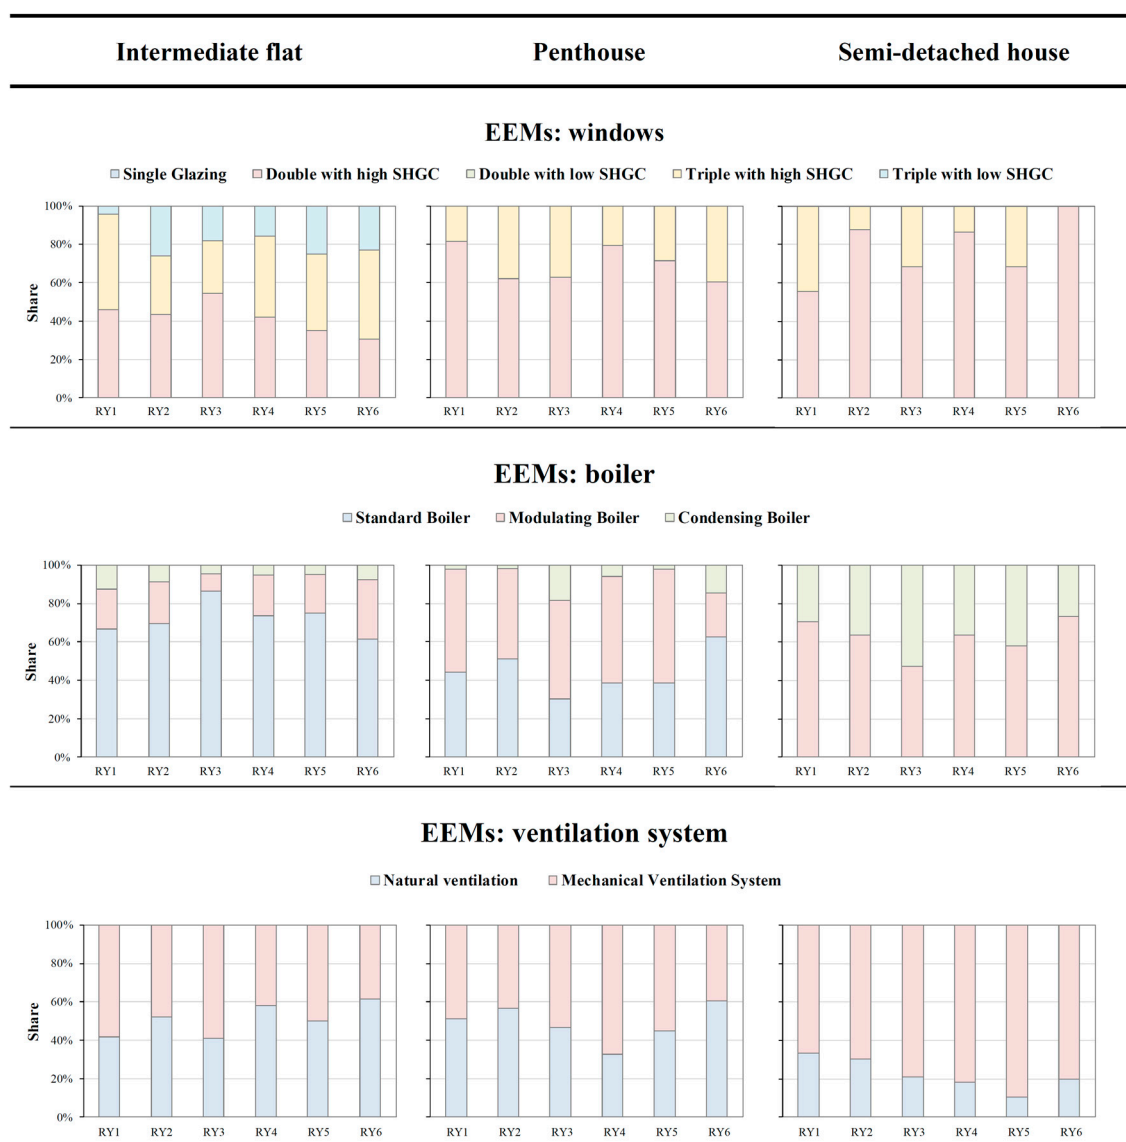 Intermediate flat Penthouse Semi-detached house
EEMs: windows
Single Glazing Double with high SHGC Double with low SHGC Triple with high SHGC Triple with low SHGC
100%
80%
60%
40%
20%
0%
Share
RY1 RY2 RY3 RY4 RY5 RY6 RY1 RY2 RY3 RY4 RY5 RY6 RY1 RY2 RY3 RY4 RY5 RY6
EEMs: boiler
Standard Boiler Modulating Boiler Condensing Boiler
100%
80%
60%
40%
20%
0%
Share
RY1 RY2 RY3 RY4 RY5 RY6 RY1 RY2 RY3 RY4 RY5 RY6 RY1 RY2 RY3 RY4 RY5 RY6
EEMs: ventilation system
Natural ventilation Mechanical Ventilation System
100%
80%
60%
40%
20%
0%
Share
RY1 RY2 RY3 RY4 RY5 RY6 RY1 RY2 RY3 RY4 RY5 RY6 RY1 RY2 RY3 RY4 RY5 RY6